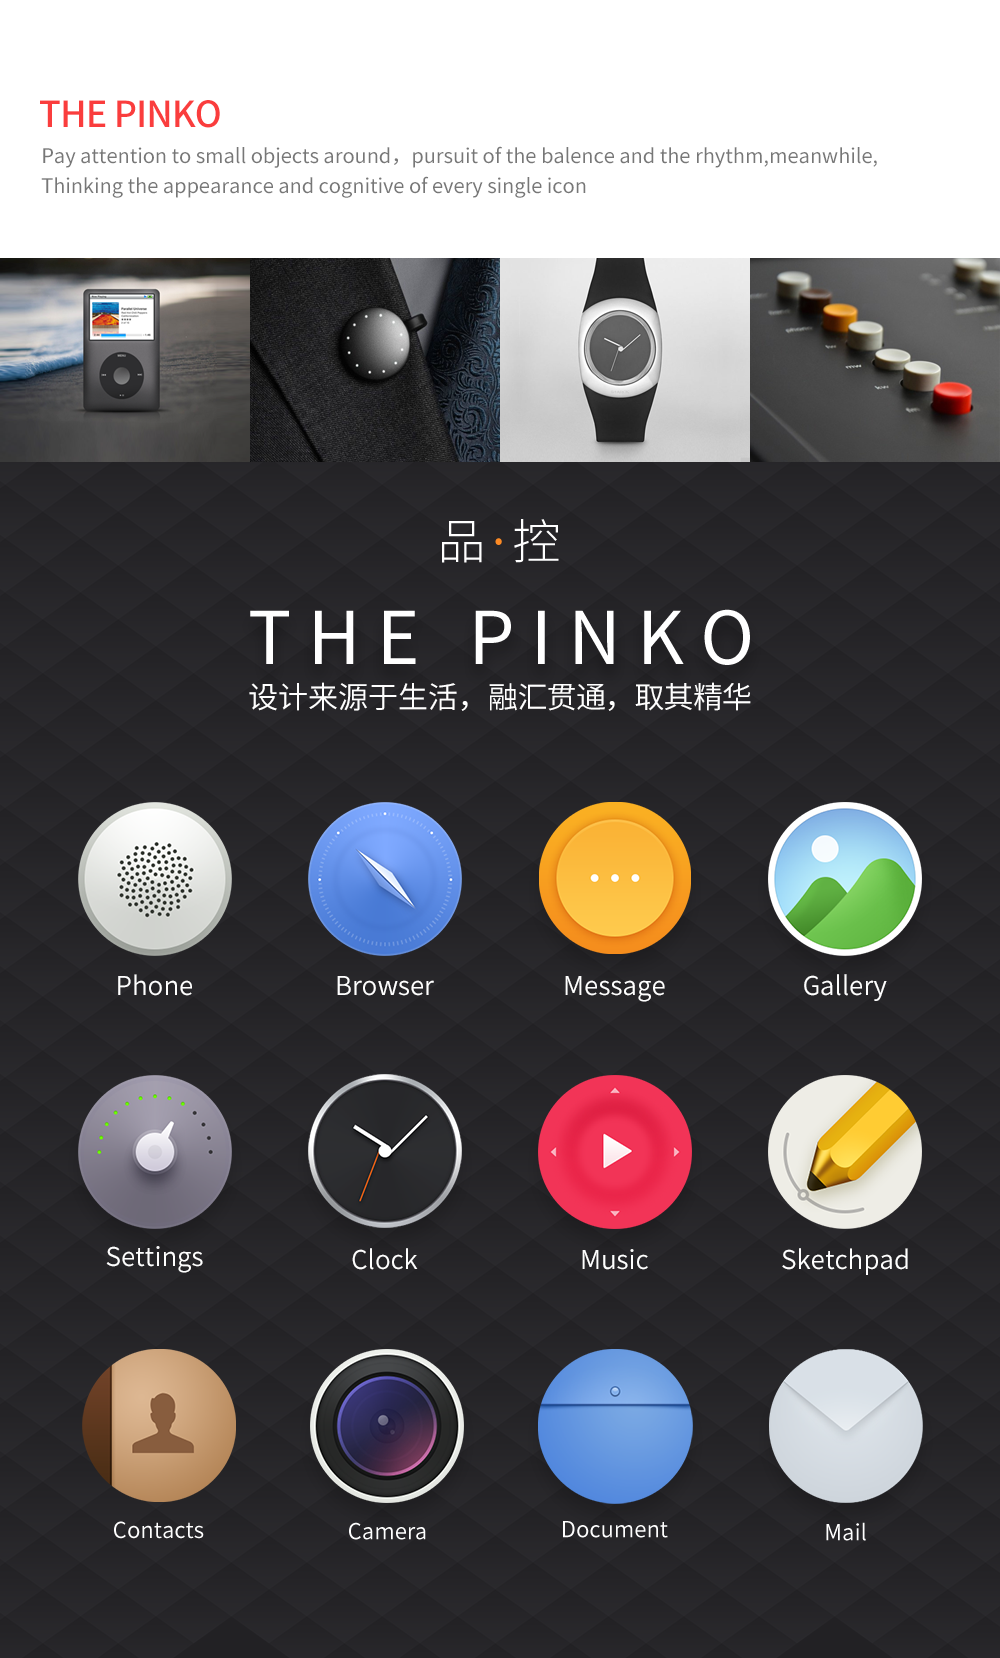 THE PINKO
Pay attention to small objects around，pursuit of the balence and the rhythm,meanwhile,
Thinking the appearance and cognitive of every single icon
品·控
THE PINKO
设计来源于生活，融汇贯通，取其精华
Phone
Browser
Message
Gallery
Settings
Clock
Music
Sketchpad
Contacts
Camera
Document
Mail